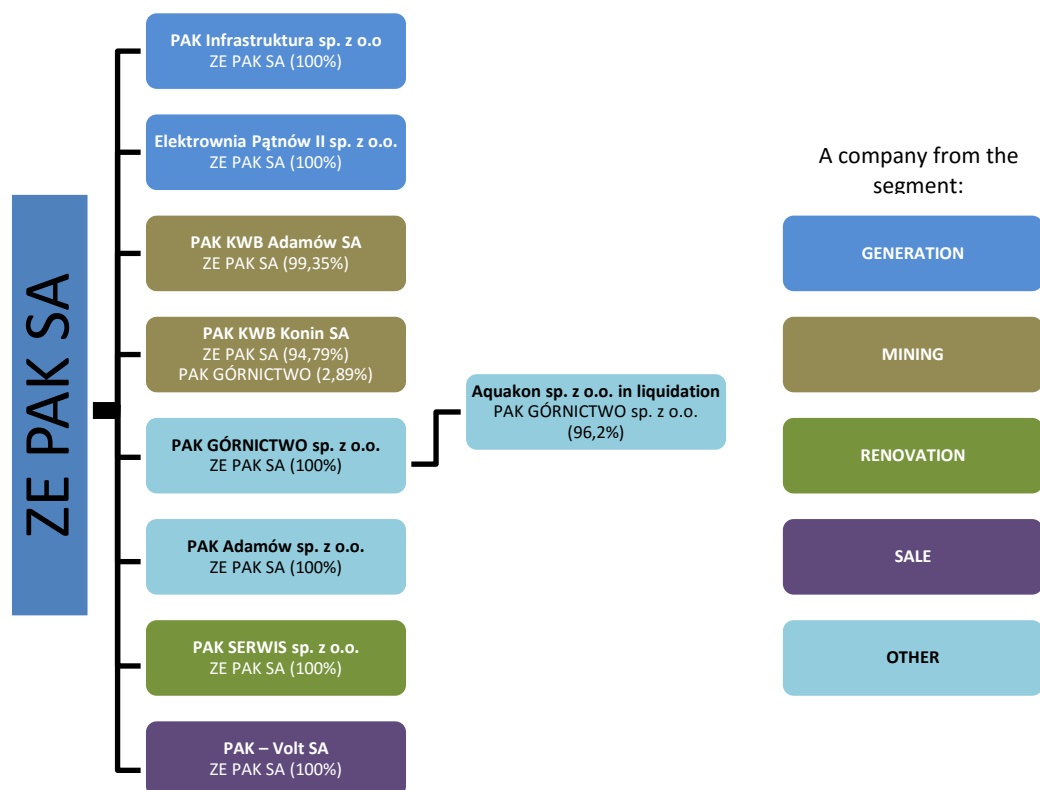 ZE PAK SA
PAK Infrastruktura sp. z o.o
ZE PAK SA (100%)
Elektrownia Pątnów II sp. z o.o.
ZE PAK SA (100%)
PAK KWB Adamów SA
ZE PAK SA (99,35%)
PAK KWB Konin SA
ZE PAK SA (94,79%)
PAK GÓRNICTWO (2,89%)
PAK GÓRNICTWO sp. z o.o.
ZE PAK SA (100%)
Aquakon sp. z o.o. in liquidation
PAK GÓRNICTWO sp. z o.o.
(96,2%)
PAK Adamów sp. z o.o.
ZE PAK SA (100%)
PAK SERWIS sp. z o.o.
ZE PAK SA (100%)
PAK – Volt SA
ZE PAK SA (100%)
A company from the
segment:
GENERATION
MINING
RENOVATION
SALE
OTHER